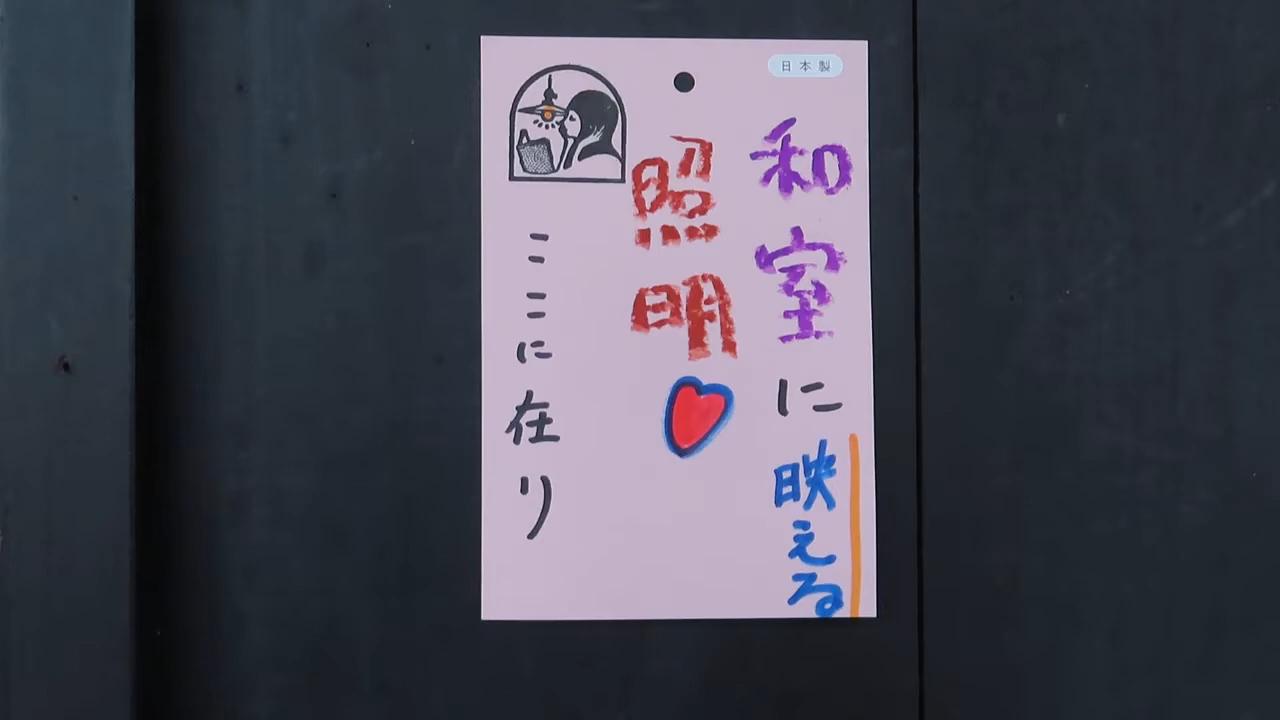 日本製
和室に映える
照明
ここに在り